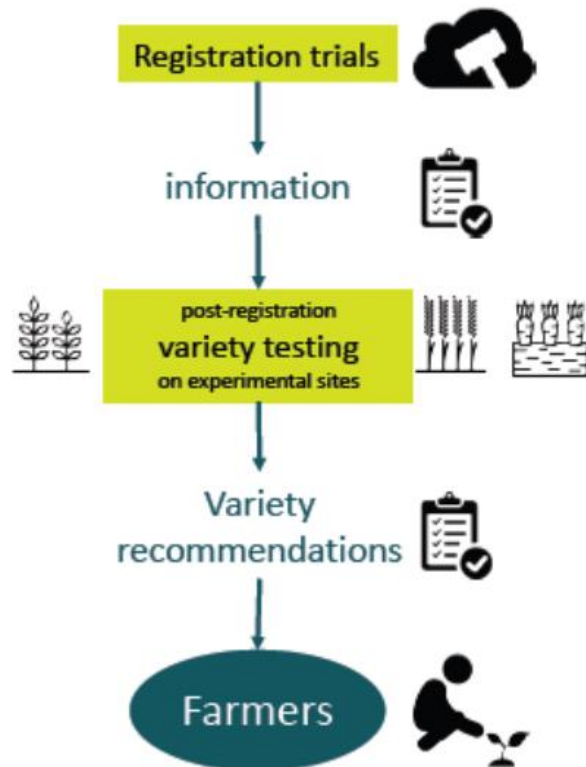 Registration trials
information
post-registration
variety testing
on experimental sites
Variety
recommendations
Farmers